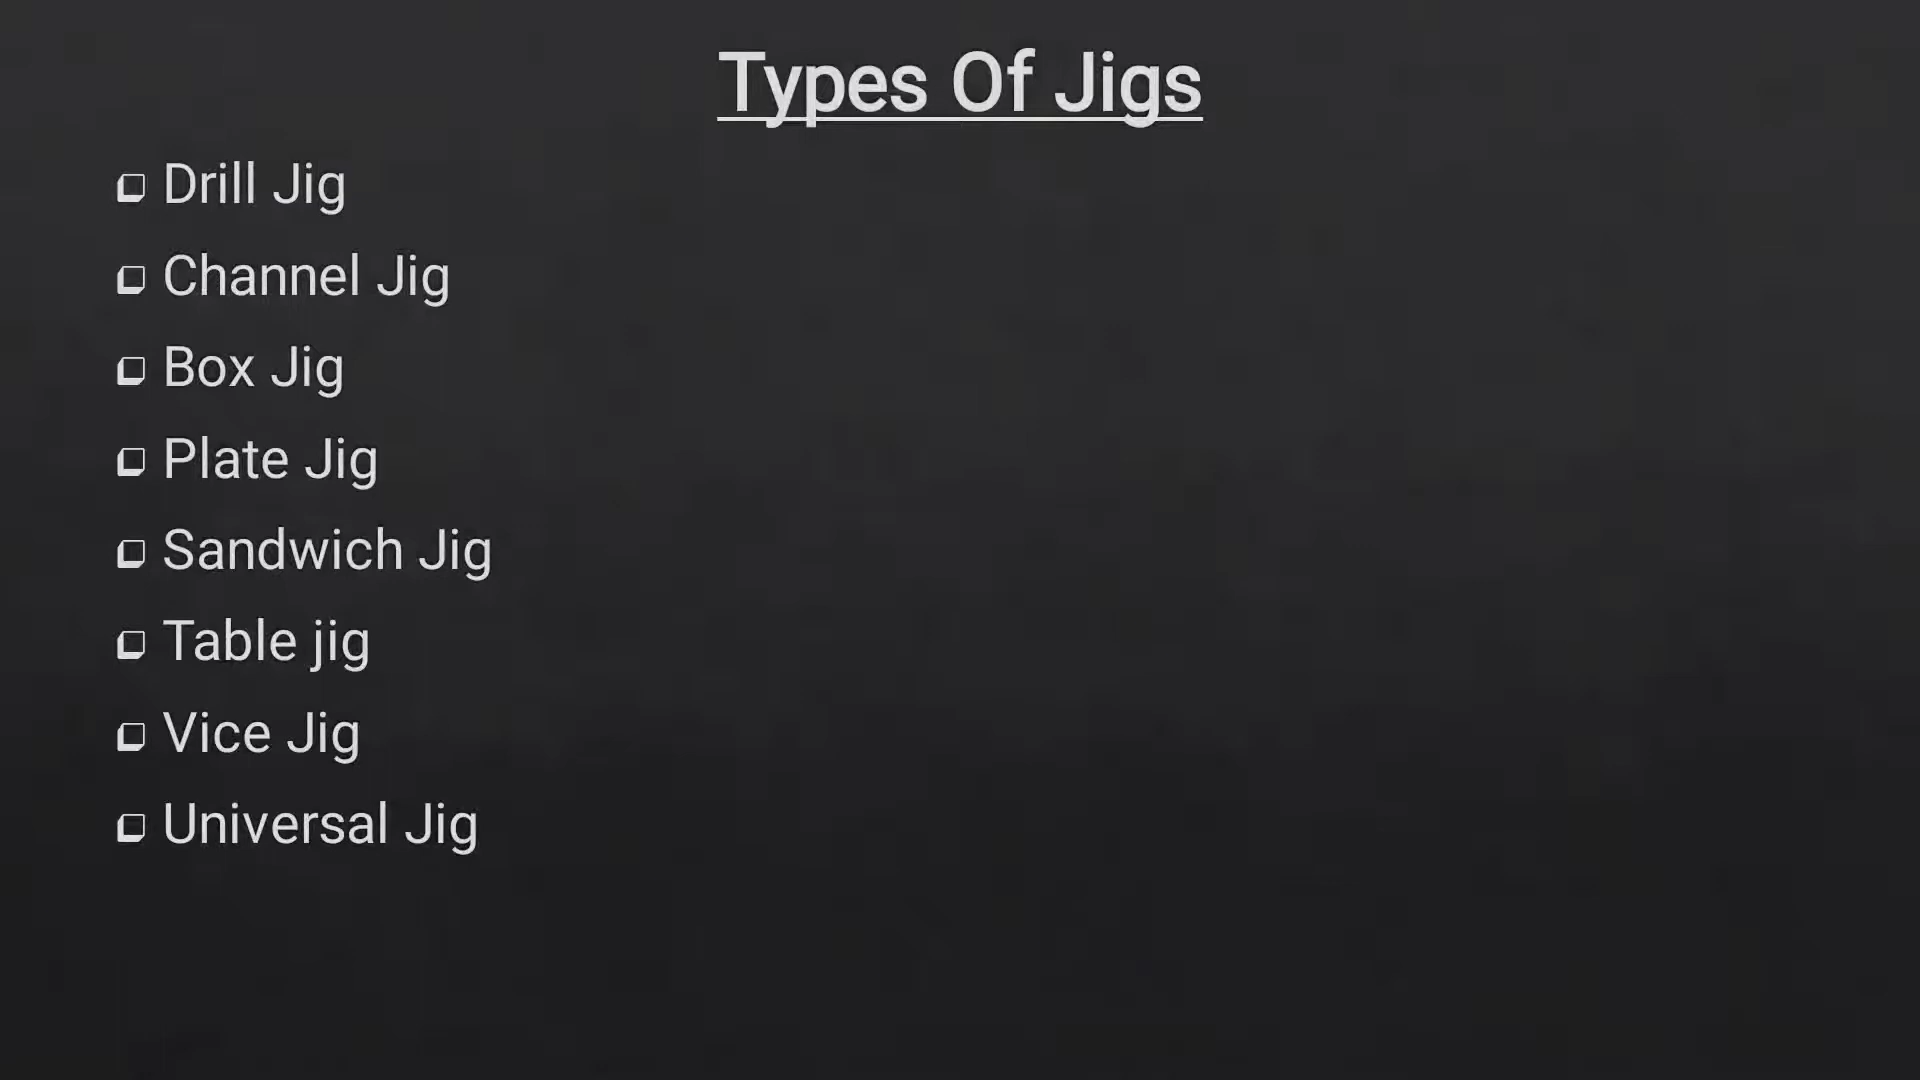 Types Of Jigs
Drill Jig
Channel Jig
Box Jig
Plate Jig
Sandwich Jig
Table jig
Vice Jig
Universal Jig